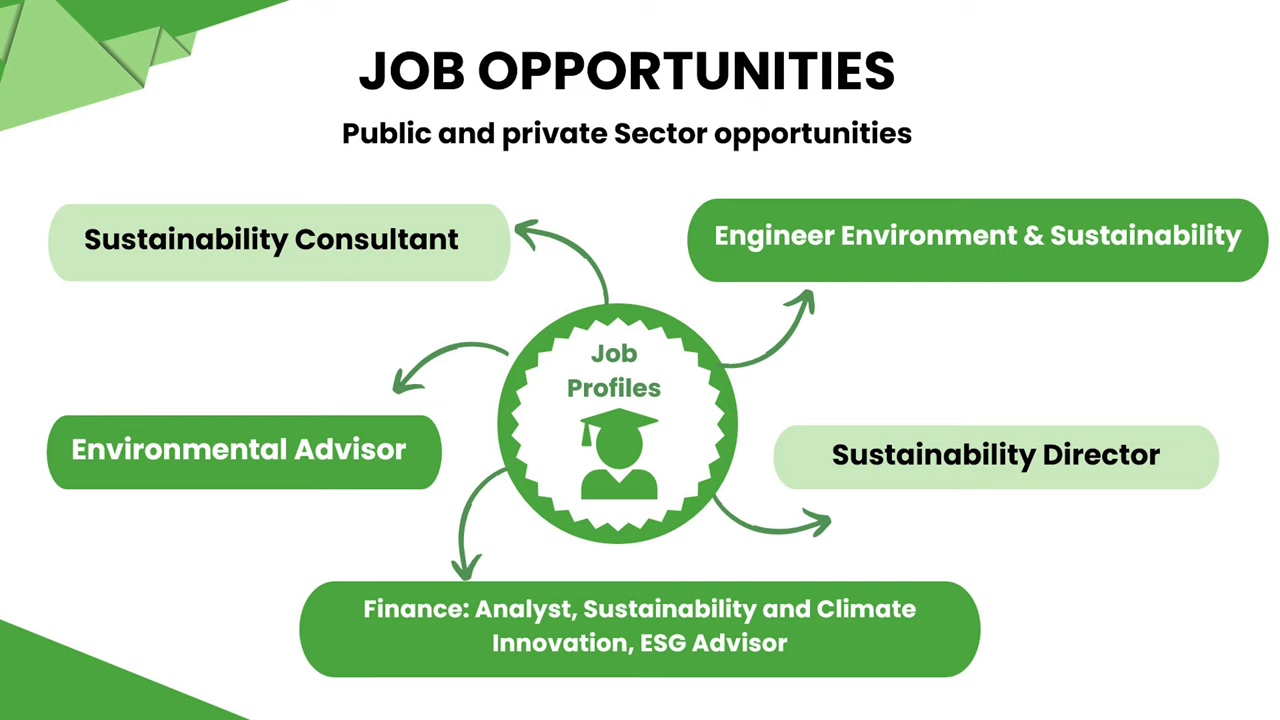 JOB OPPORTUNITIES
Public and private Sector opportunities
Sustainability Consultant
Engineer Environment & Sustainability
Job
Profiles
Environmental Advisor
Sustainability Director
Finance: Analyst, Sustainability and Climate
Innovation, ESG Advisor